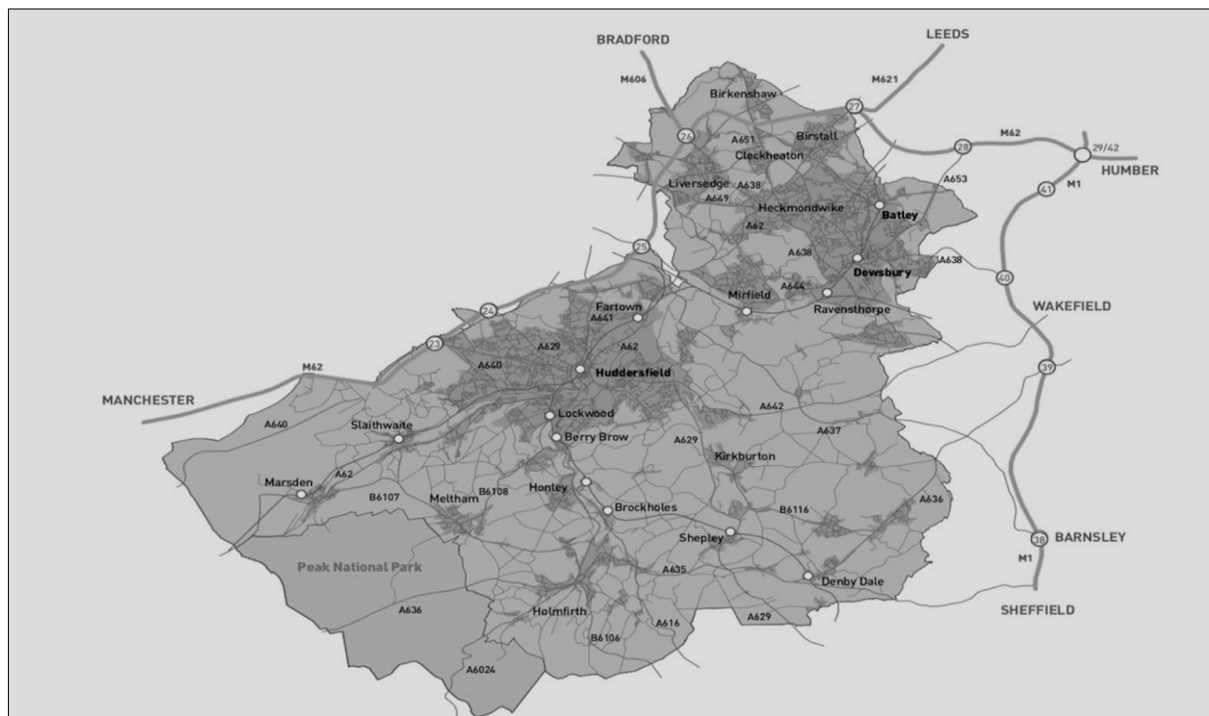 LEEDS
BRADFORD
M606
M621
Birkenshaw
27
26
A651
Birstall
28
M62
29/42
Cleckheaton
HUMBER
A653
M1
41
Liversedge
A638
A649
Heckmondwike
Batley
A62
25
A638
Dewsbury
A638
40
A644
Mirfield
Ravensthorpe
Fartown
A641
24
WAKEFIELD
23
A629
A62
A640
M62
Huddersfield
39
MANCHESTER
A642
Lockwood
A640
Slaithwaite
A637
Berry Brow
A629
Kirkburton
A62
Marsden
B6107
Meltham
B6108
Honley
A636
Brockholes
B6116
Shepley
38
BARNSLEY
M1
Peak National Park
A635
Denby Dale
A636
Holmfirth
SHEFFIELD
A616
A629
B6106
A6024